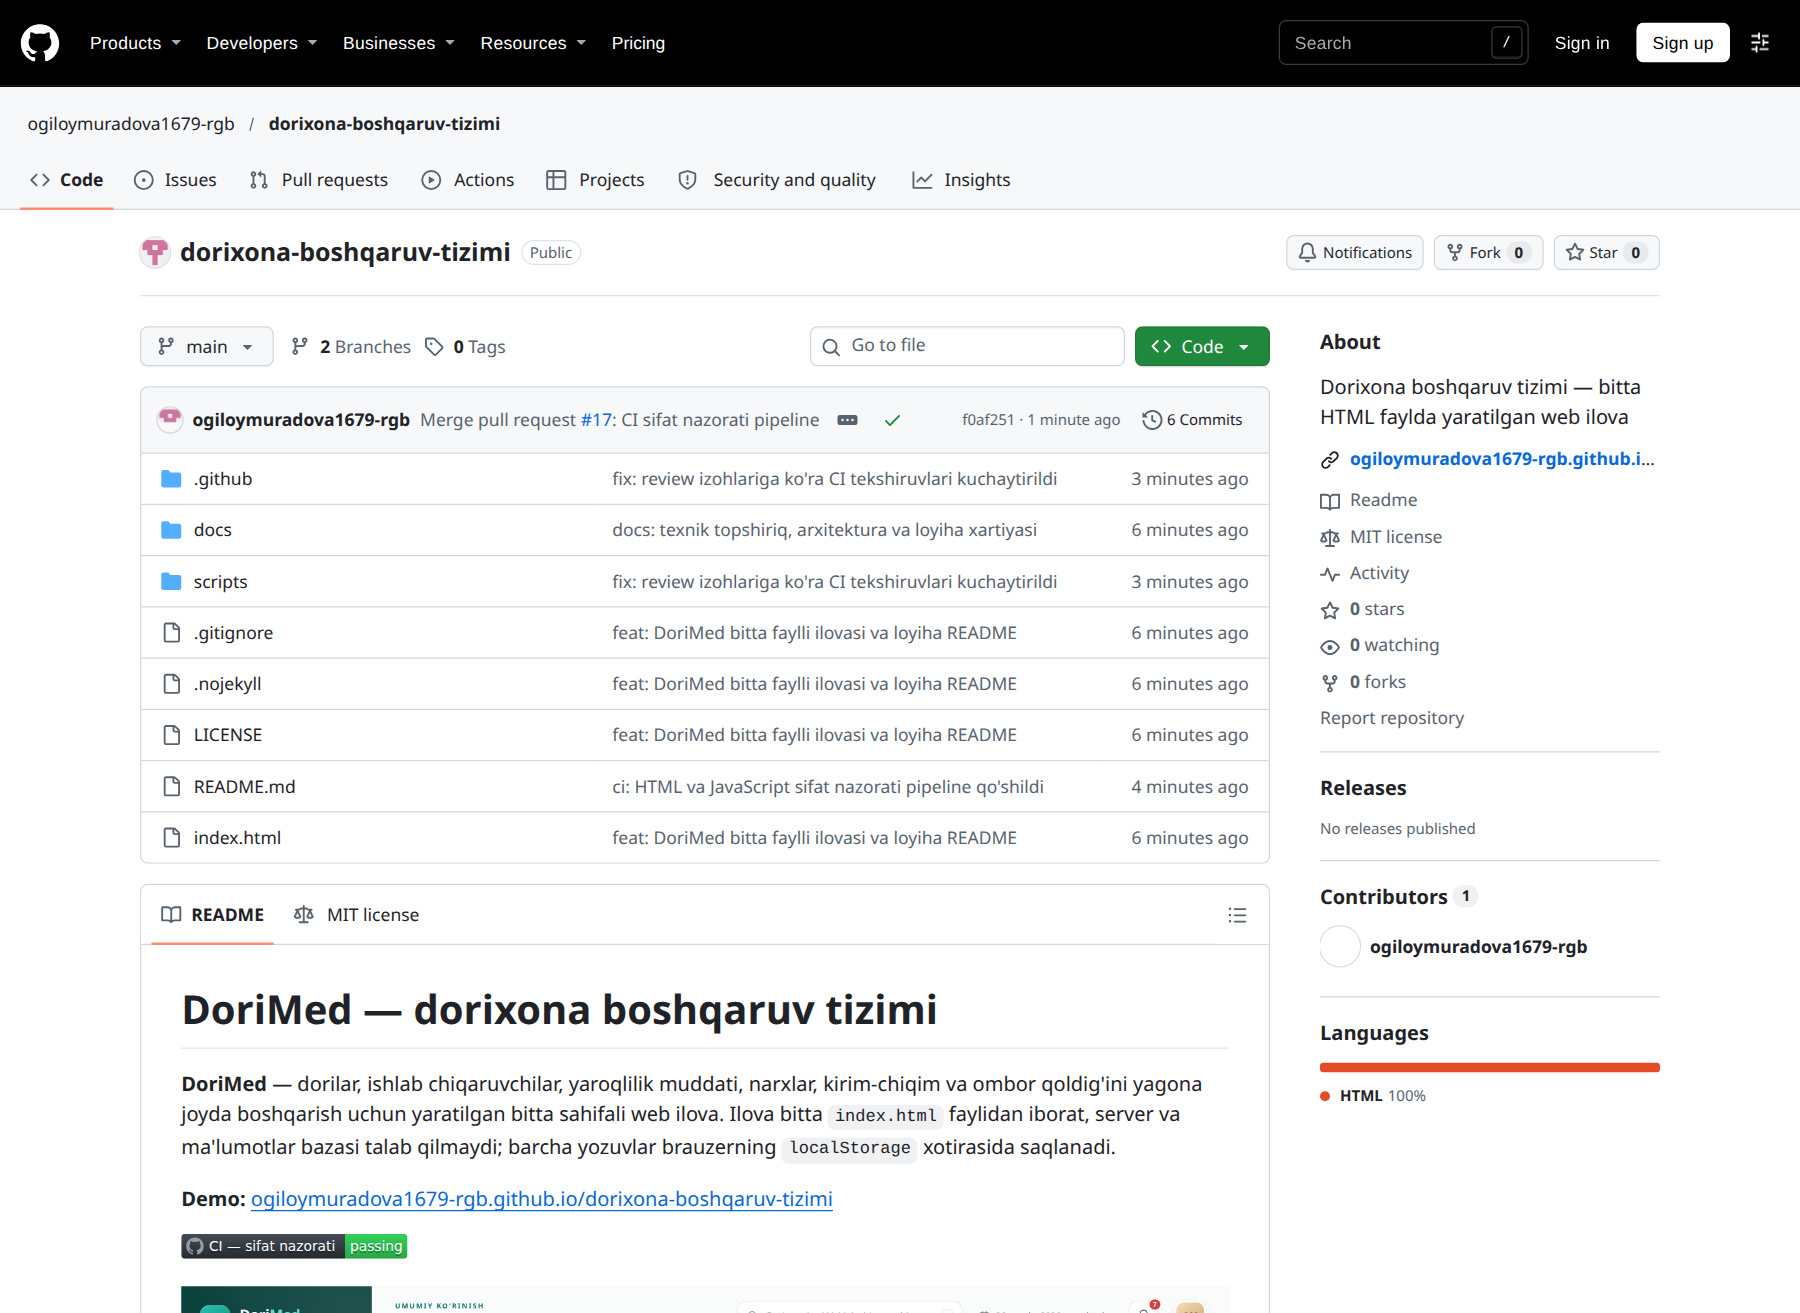 Products Developers Businesses Resources Pricing Search / Sign in Sign up
ogiloymuradova1679-rgb / dorixona-boshqaruv-tizimi
Code Issues Pull requests Actions Projects Security and quality Insights
dorixona-boshqaruv-tizimi Public Notifications Fork 0 Star 0
main 2 Branches 0 Tags Go to file Code
ogiloymuradova1679-rgb Merge pull request #17: CI sifat nazorati pipeline f0af251 · 1 minute ago 6 Commits
.github fix: review izohlariga ko'ra CI tekshiruvlari kuchaytirildi 3 minutes ago
docs docs: texnik topshiriq, arxitektura va loyiha xartiyasi 6 minutes ago
scripts fix: review izohlariga ko'ra CI tekshiruvlari kuchaytirildi 3 minutes ago
.gitignore feat: DoriMed bitta faylli ilovasi va loyiha README 6 minutes ago
.nojekyll feat: DoriMed bitta faylli ilovasi va loyiha README 6 minutes ago
LICENSE feat: DoriMed bitta faylli ilovasi va loyiha README 6 minutes ago
README.md ci: HTML va JavaScript sifat nazorati pipeline qo'shildi 4 minutes ago
index.html feat: DoriMed bitta faylli ilovasi va loyiha README 6 minutes ago
README MIT license
DoriMed — dorixona boshqaruv tizimi
DoriMed — dorilar, ishlab chiqaruvchilar, yaroqlilik muddati, narxlar, kirim-chiqim va ombor qoldig'ini yagona
joyda boshqarish uchun yaratilgan bitta sahifali web ilova. Ilova bitta index.html faylidan iborat, server va
ma'lumotlar bazasi talab qilmaydi; barcha yozuvlar brauzerning localStorage xotirasida saqlanadi.
Demo: ogiloymuradova1679-rgb.github.io/dorixona-boshqaruv-tizimi
CI — sifat nazorati passing
UMUMIY KO'RINISH
7
About
Dorixona boshqaruv tizimi — bitta
HTML faylda yaratilgan web ilova
ogiloymuradova1679-rgb.github.i...
Readme
MIT license
Activity
0 stars
0 watching
0 forks
Report repository
Releases
No releases published
Contributors 1
ogiloymuradova1679-rgb
Languages
HTML 100%